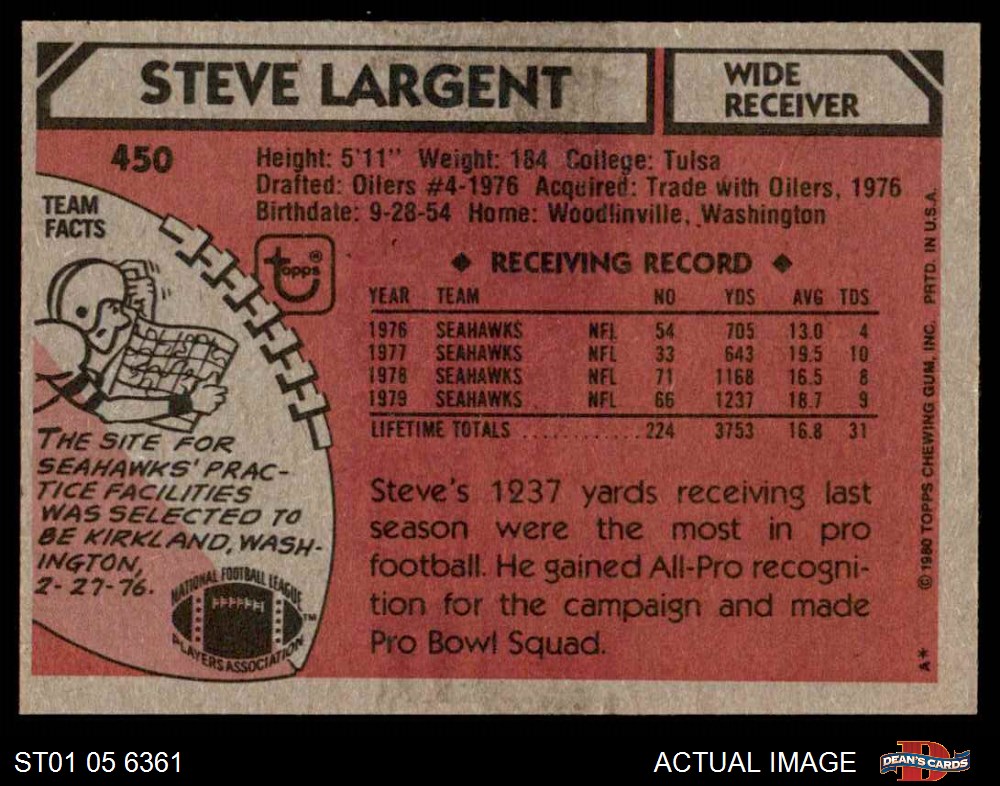 STEVE LARGENT
WIDE
RECEIVER
450
Height: 5'11" Weight: 184 College: Tulsa
Drafted: Oilers #4-1976 Acquired: Trade with Oilers, 1976
Birthdate: 9-28-54 Home: Woodinville, Washington
TEAM
FACTS
topps®
◆ RECEIVING RECORD ◆
YEAR TEAM NO YDS AVG TDS
1976 SEAHAWKS NFL 54 705 13.0 4
1977 SEAHAWKS NFL 33 643 19.5 10
1978 SEAHAWKS NFL 71 1168 16.5 8
1979 SEAHAWKS NFL 66 1237 18.7 9
LIFETIME TOTALS ............ 224 3753 16.8 31
THE SITE FOR
SEAHAWKS' PRAC-
TICE FACILITIES
WAS SELECTED TO
BE KIRKLAND, WASH-
INGTON,
2-27-76.
NATIONAL FOOTBALL LEAGUE
PLAYERS ASSOCIATION
TM
Steve's 1237 yards receiving last
season were the most in pro
football. He gained All-Pro recogni-
tion for the campaign and made
Pro Bowl Squad.
A* © 1980 TOPPS CHEWING GUM, INC. PRTD. IN U.S.A.
ST01 05 6361
ACTUAL IMAGE
D
DEAN'S CARDS